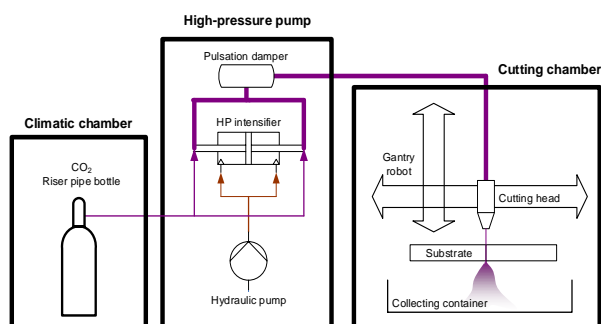 High-pressure pump
Pulsation damper
Cutting chamber
HP intensifier
Climatic chamber
Gantry
robot
CO₂
Riser pipe bottle
Cutting head
Substrate
Hydraulic pump
Collecting container